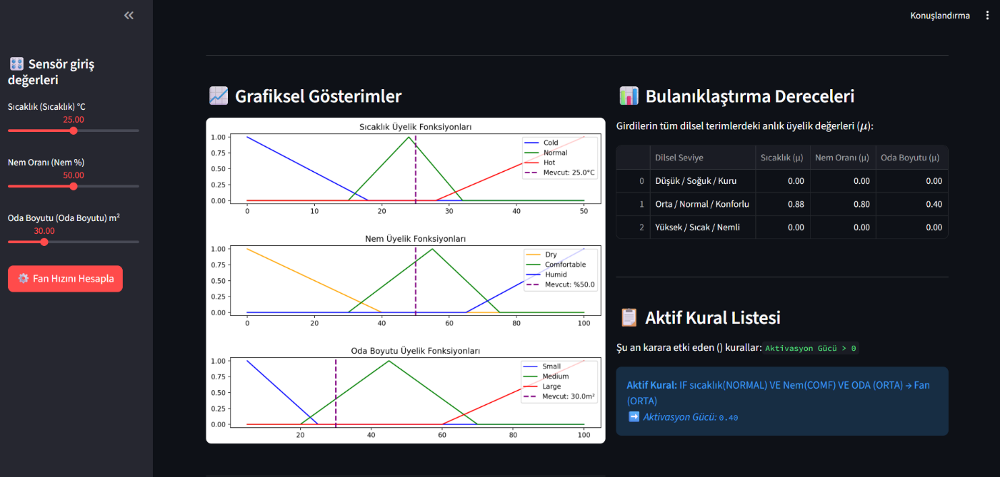 Konuşlandırma
Sensör giriş
değerleri
Sıcaklık (Sıcaklık) °C
25.00
Nem Oranı (Nem %)
50.00
Oda Boyutu (Oda Boyutu) m²
30.00
Fan Hızını Hesapla
Grafiksel Gösterimler
Sıcaklık Üyelik Fonksiyonları
1.00
0.75
0.50
0.25
0.00
0 10 20 30 40 50
Cold
Normal
Hot
Mevcut: 25.0°C
Nem Üyelik Fonksiyonları
1.00
0.75
0.50
0.25
0.00
0 20 40 60 80 100
Dry
Comfortable
Humid
Mevcut: %50.0
Oda Boyutu Üyelik Fonksiyonları
1.00
0.75
0.50
0.25
0.00
20 40 60 80 100
Small
Medium
Large
Mevcut: 30.0m²
Bulanıklaştırma Dereceleri
Girdilerin tüm dilsel terimlerdeki anlık üyelik değerleri (μ):
Dilsel Seviye Sıcaklık (μ) Nem Oranı (μ) Oda Boyutu (μ)
0 Düşük / Soğuk / Kuru 0.00 0.00 0.00
1 Orta / Normal / Konforlu 0.88 0.80 0.40
2 Yüksek / Sıcak / Nemli 0.00 0.00 0.00
Aktif Kural Listesi
Şu an karara etki eden () kurallar: Aktivasyon Gücü > 0
Aktif Kural: IF sıcaklık(NORMAL) VE Nem(COMF) VE ODA (ORTA) → Fan
(ORTA)
➡ Aktivasyon Gücü: 0.40